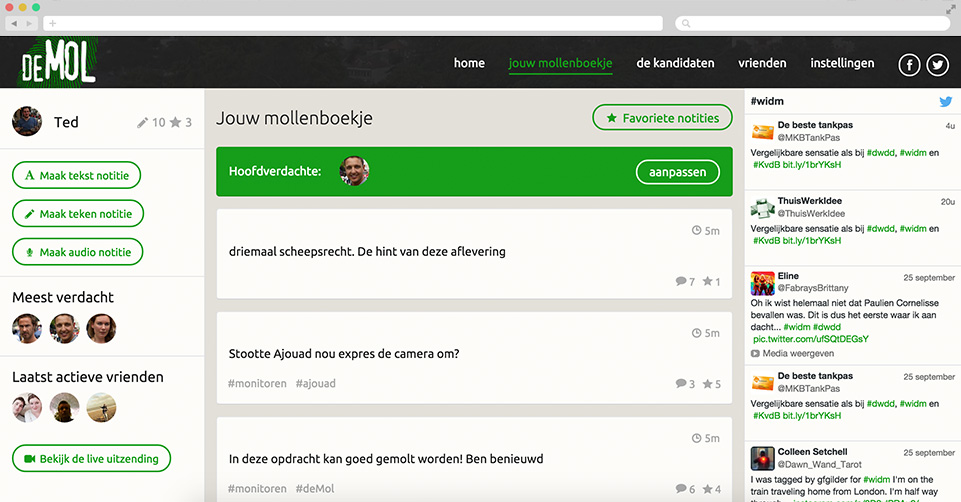 DE MOL
home jouw mollenboekje de kandidaten vrienden instellingen
Ted 10 3
Maak tekst notitie
Maak teken notitie
Maak audio notitie
Meest verdacht
Laatst actieve vrienden
Bekijk de live uitzending
Jouw mollenboekje
Favoriete notities
Hoofdverdachte:
aanpassen
5m
driemaal scheepsrecht. De hint van deze aflevering
7 1
5m
Stootte Ajouad nou expres de camera om?
#monitoren #ajouad
3 5
5m
In deze opdracht kan goed gemolt worden! Ben benieuwd
#monitoren #deMol
6 4
#widm
De beste tankpas 4u
@MKBTankPas
Vergelijkbare sensatie als bij #dwdd, #widm en
#KvdB bit.ly/1brYKsH
ThuisWerkIdee 20u
@ThuisWerkIdee
Vergelijkbare sensatie als bij #dwdd, #widm en
#KvdB bit.ly/1brYKsH
Eline 25 september
@FabraysBrittany
Oh ik wist helemaal niet dat Paulien Cornelisse
bevallen was. Dit is dus het eerste waar ik aan
dacht... #widm #dwdd
pic.twitter.com/ufSQtDEGsY
Media weergeven
De beste tankpas 25 september
@MKBTankPas
Vergelijkbare sensatie als bij #dwdd, #widm en
#KvdB bit.ly/1brYKsH
Colleen Setchell 25 september
@Dawn_Wand_Tarot
I was tagged by gfgilder for #widm I'm on the
train traveling home from London. I'm half way